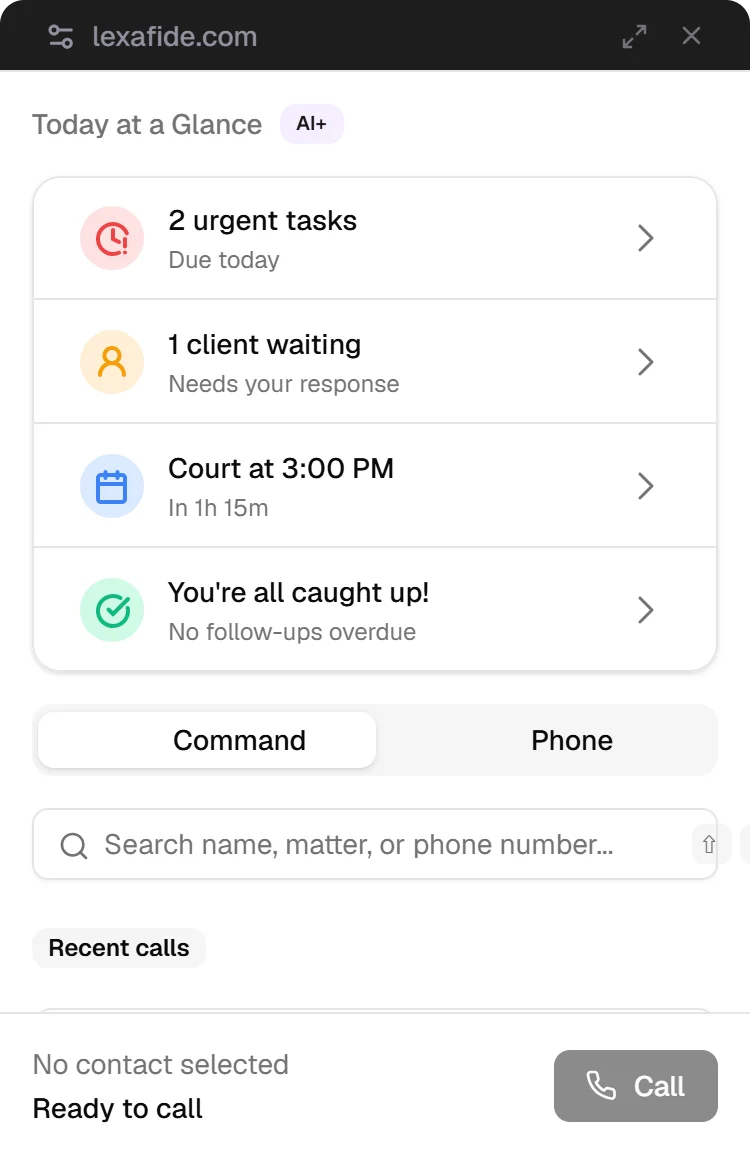 lexafide.com
Today at a Glance AI+
2 urgent tasks
Due today
1 client waiting
Needs your response
Court at 3:00 PM
In 1h 15m
You're all caught up!
No follow-ups overdue
Command Phone
Search name, matter, or phone number... ⇧
Recent calls
No contact selected
Ready to call
Call